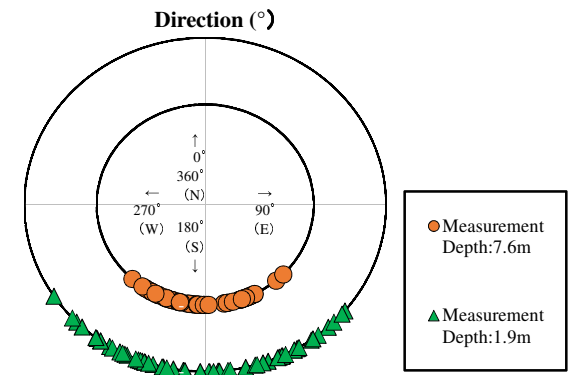 Direction (°)
↑
0°
360°
(N)
← →
270° 90°
(W) 180° (E)
(S)
↓
Measurement
Depth:7.6m
Measurement
Depth:1.9m